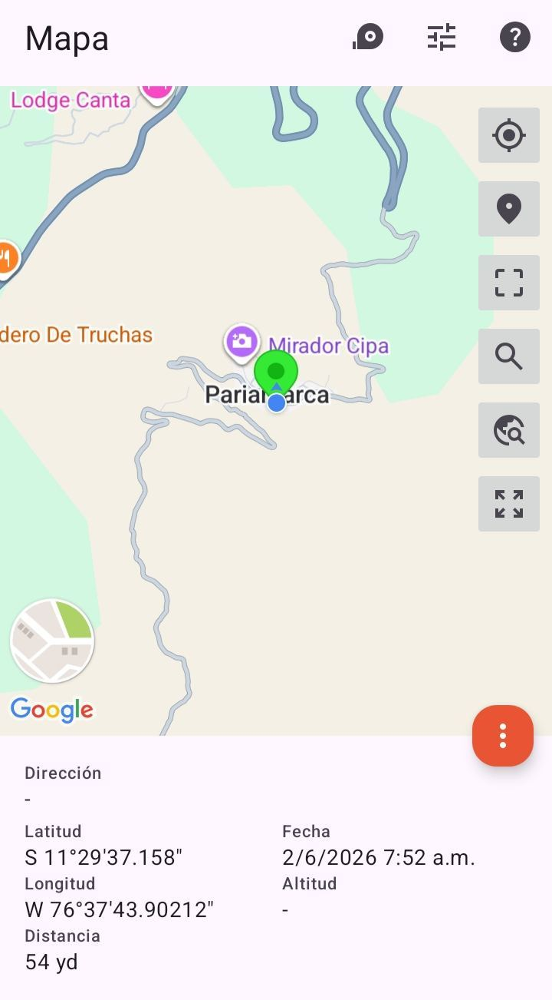 Mapa
Lodge Canta
dero De Truchas
Mirador Cipa
Pariamarca
Google
Dirección
-
Latitud
S 11°29'37.158"
Fecha
2/6/2026 7:52 a.m.
Longitud
W 76°37'43.90212"
Altitud
-
Distancia
54 yd